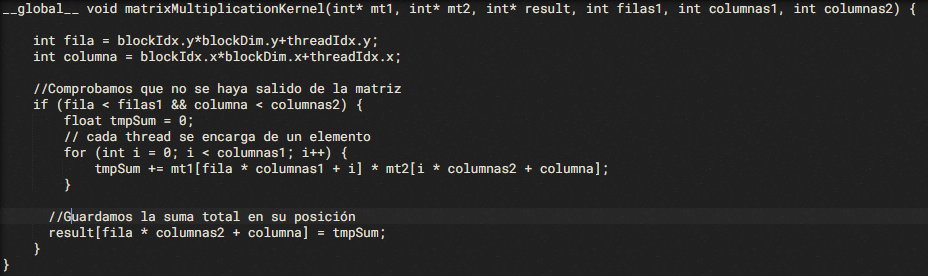 __global__ void matrixMultiplicationKernel(int* mt1, int* mt2, int* result, int filas1, int columnas1, int columnas2) {
int fila = blockIdx.y*blockDim.y+threadIdx.y;
int columna = blockIdx.x*blockDim.x+threadIdx.x;
//Comprobamos que no se haya salido de la matriz
if (fila < filas1 && columna < columnas2) {
float tmpSum = 0;
// cada thread se encarga de un elemento
for (int i = 0; i < columnas1; i++) {
tmpSum += mt1[fila * columnas1 + i] * mt2[i * columnas2 + columna];
}
//Guardamos la suma total en su posición
result[fila * columnas2 + columna] = tmpSum;
}
}